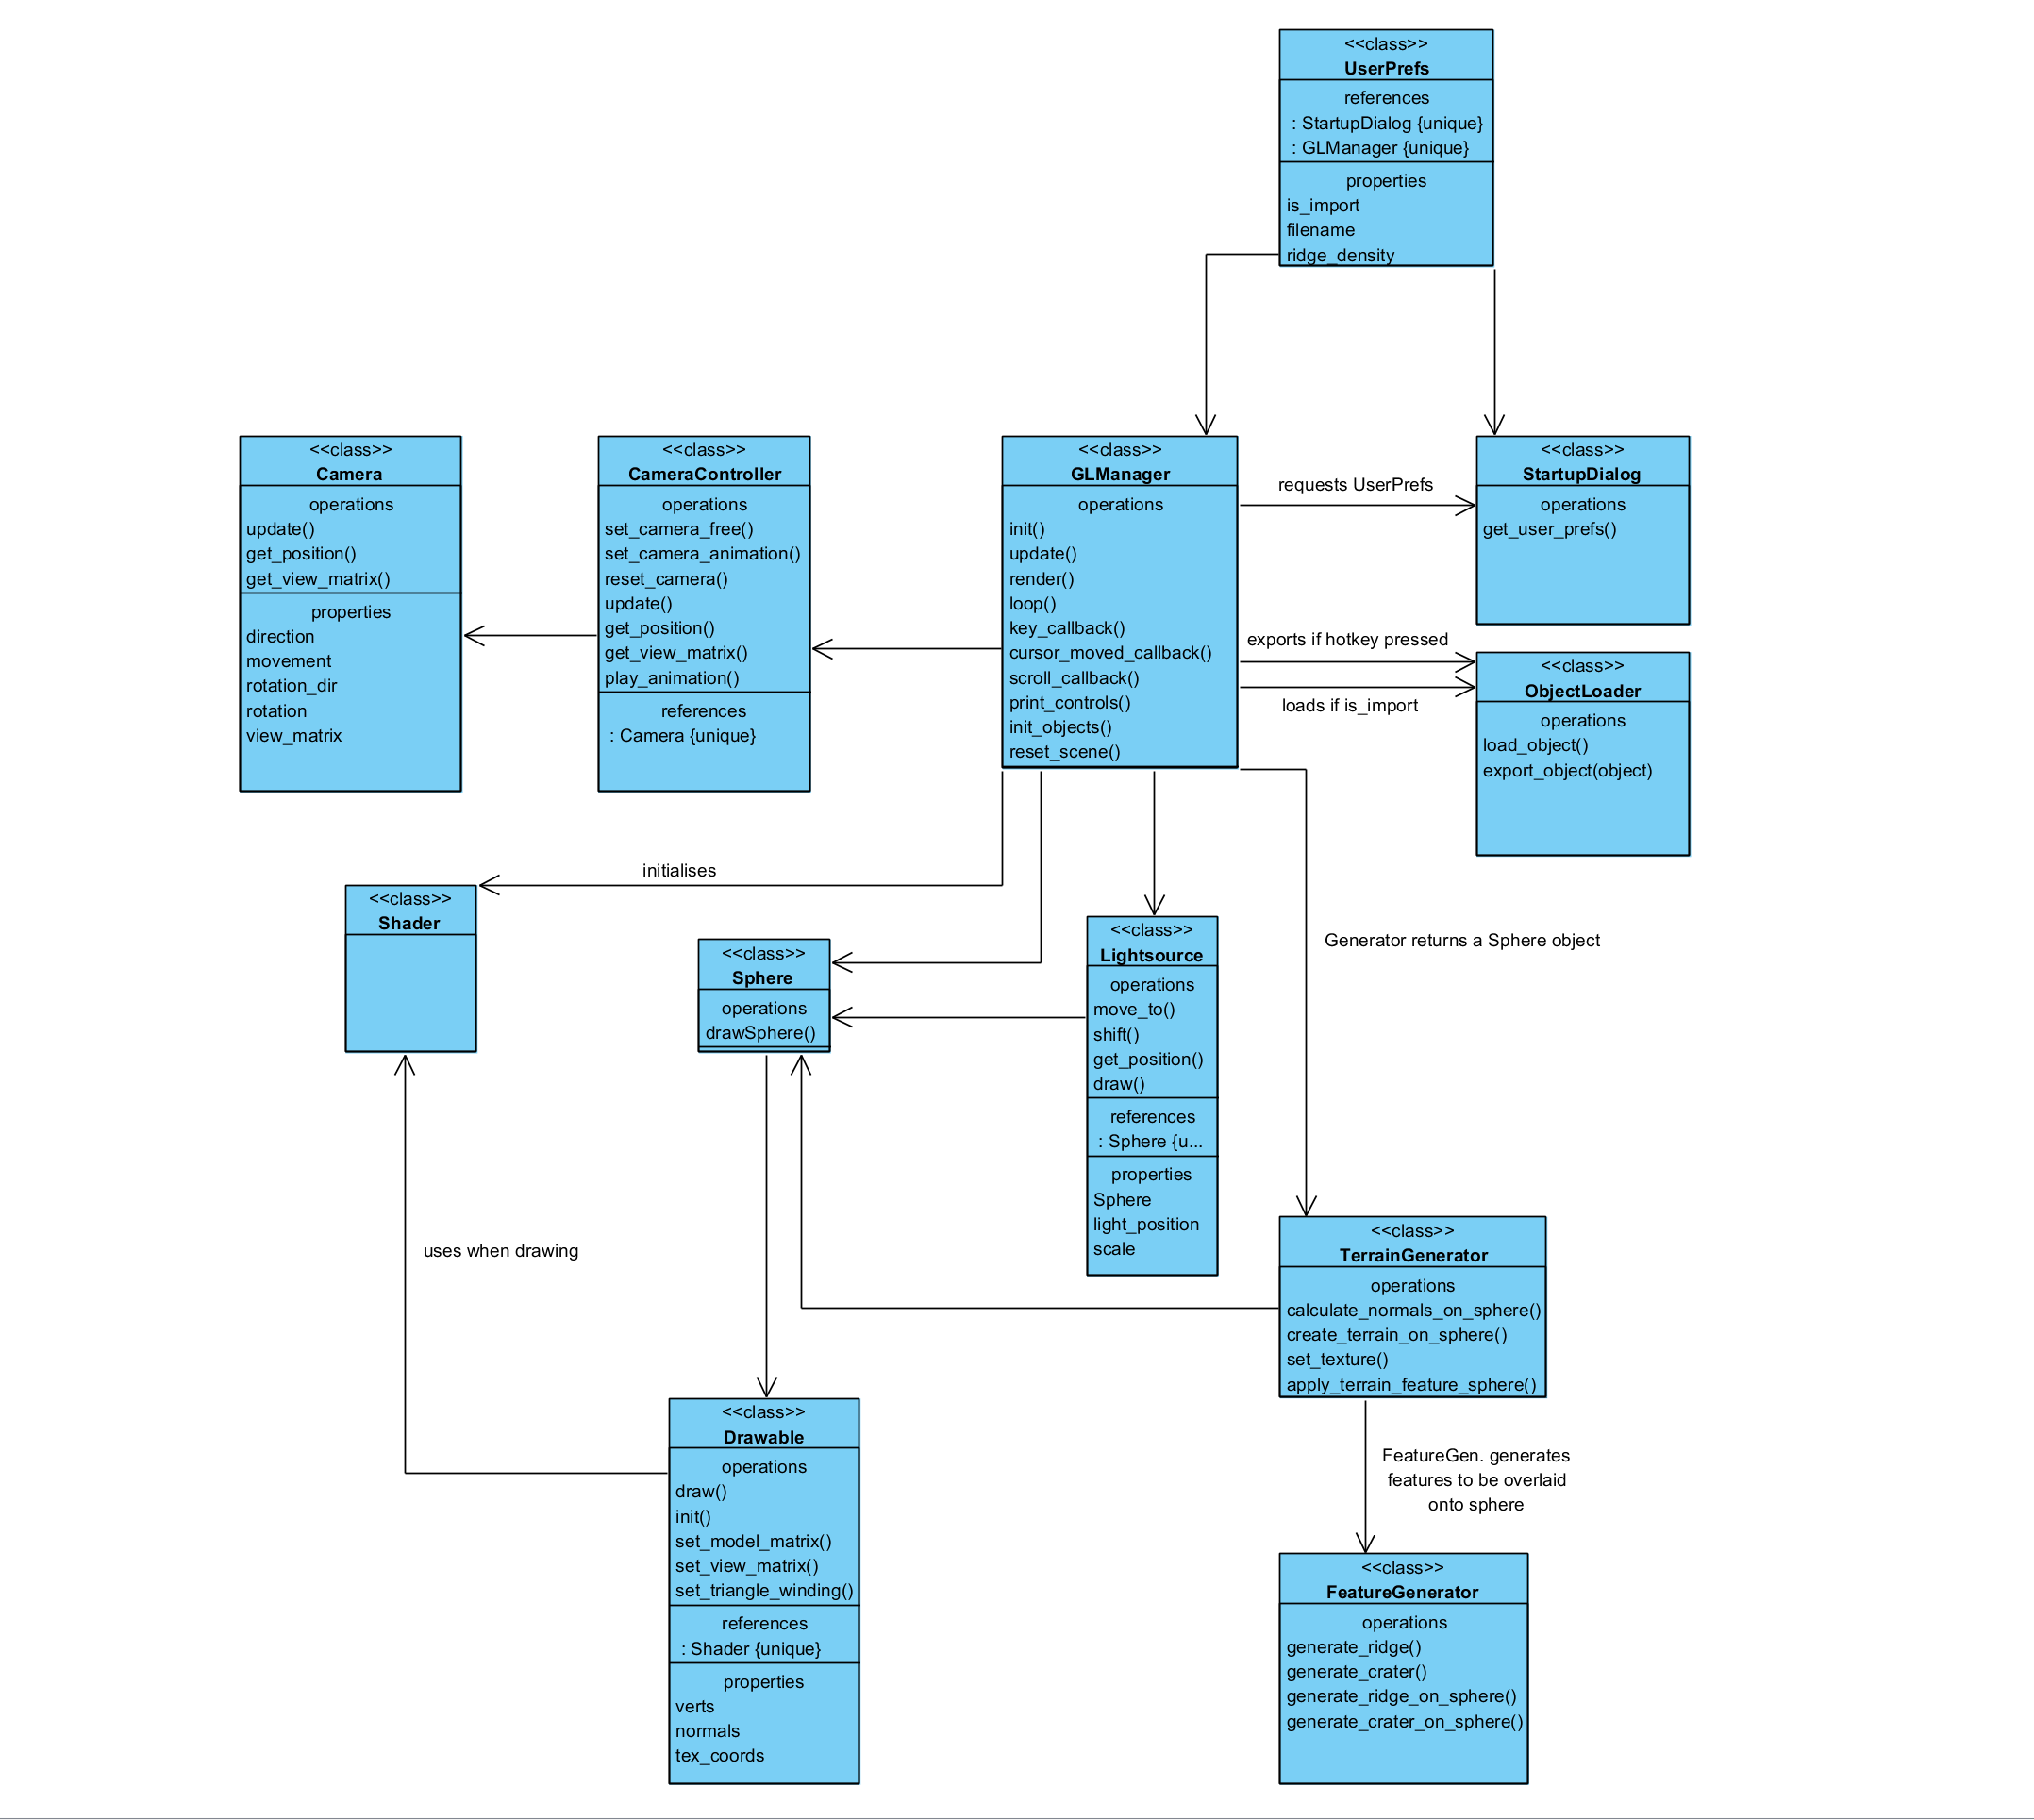 <<class>>
UserPrefs
references
: StartupDialog {unique}
: GLManager {unique}
properties
is_import
filename
ridge_density
<<class>>
Camera
operations
update()
get_position()
get_view_matrix()
properties
direction
movement
rotation_dir
rotation
view_matrix
<<class>>
CameraController
operations
set_camera_free()
set_camera_animation()
reset_camera()
update()
get_position()
get_view_matrix()
play_animation()
references
: Camera {unique}
<<class>>
GLManager
operations
init()
update()
render()
loop()
key_callback()
cursor_moved_callback()
scroll_callback()
print_controls()
init_objects()
reset_scene()
requests UserPrefs
<<class>>
StartupDialog
operations
get_user_prefs()
exports if hotkey pressed
loads if is_import
<<class>>
ObjectLoader
operations
load_object()
export_object(object)
initialises
<<class>>
Shader
<<class>>
Sphere
operations
drawSphere()
<<class>>
Lightsource
operations
move_to()
shift()
get_position()
draw()
references
: Sphere {u...
properties
Sphere
light_position
scale
Generator returns a Sphere object
uses when drawing
<<class>>
TerrainGenerator
operations
calculate_normals_on_sphere()
create_terrain_on_sphere()
set_texture()
apply_terrain_feature_sphere()
<<class>>
Drawable
operations
draw()
init()
set_model_matrix()
set_view_matrix()
set_triangle_winding()
references
: Shader {unique}
properties
verts
normals
tex_coords
FeatureGen. generates
features to be overlaid
onto sphere
<<class>>
FeatureGenerator
operations
generate_ridge()
generate_crater()
generate_ridge_on_sphere()
generate_crater_on_sphere()